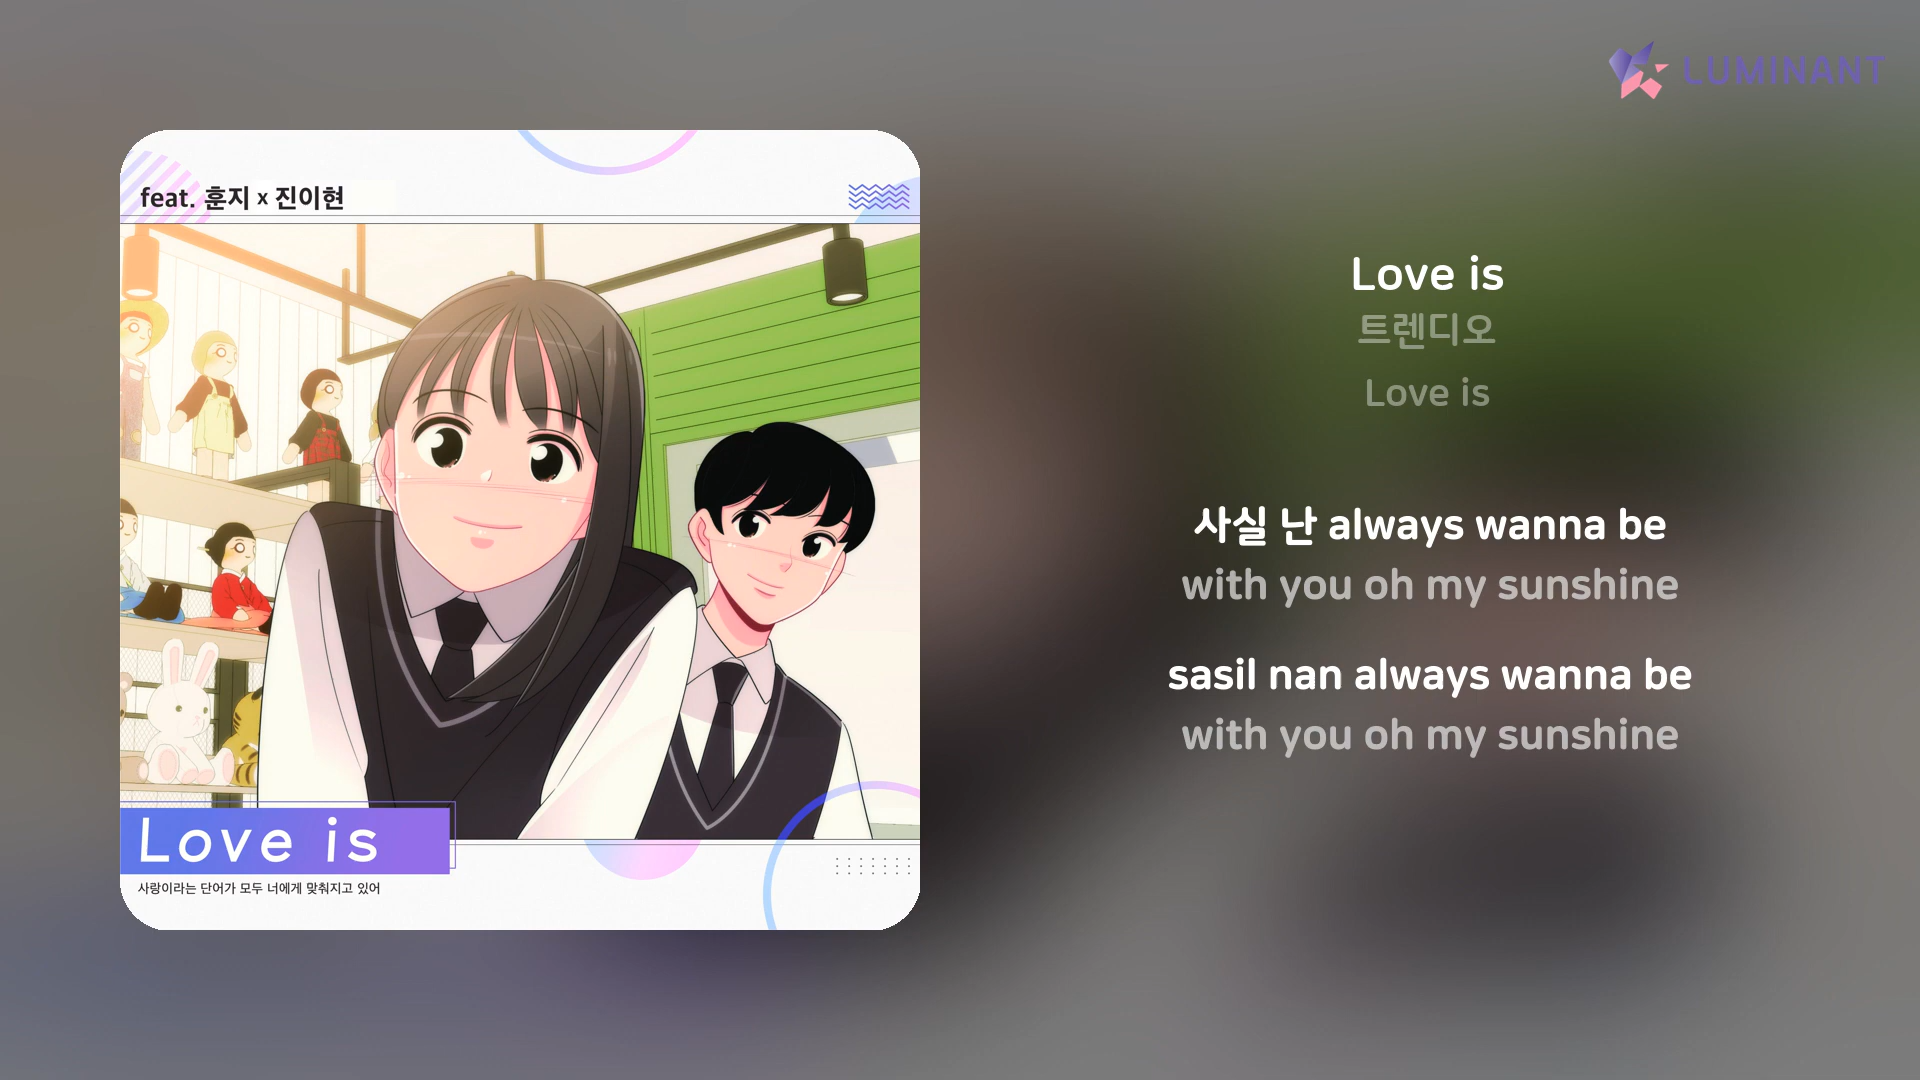 feat. 훈지 x 진이현
Love is
사랑이라는 단어가 모두 너에게 맞춰지고 있어
LUMINANT
Love is
트렌디오
Love is
사실 난 always wanna be
with you oh my sunshine
sasil nan always wanna be
with you oh my sunshine